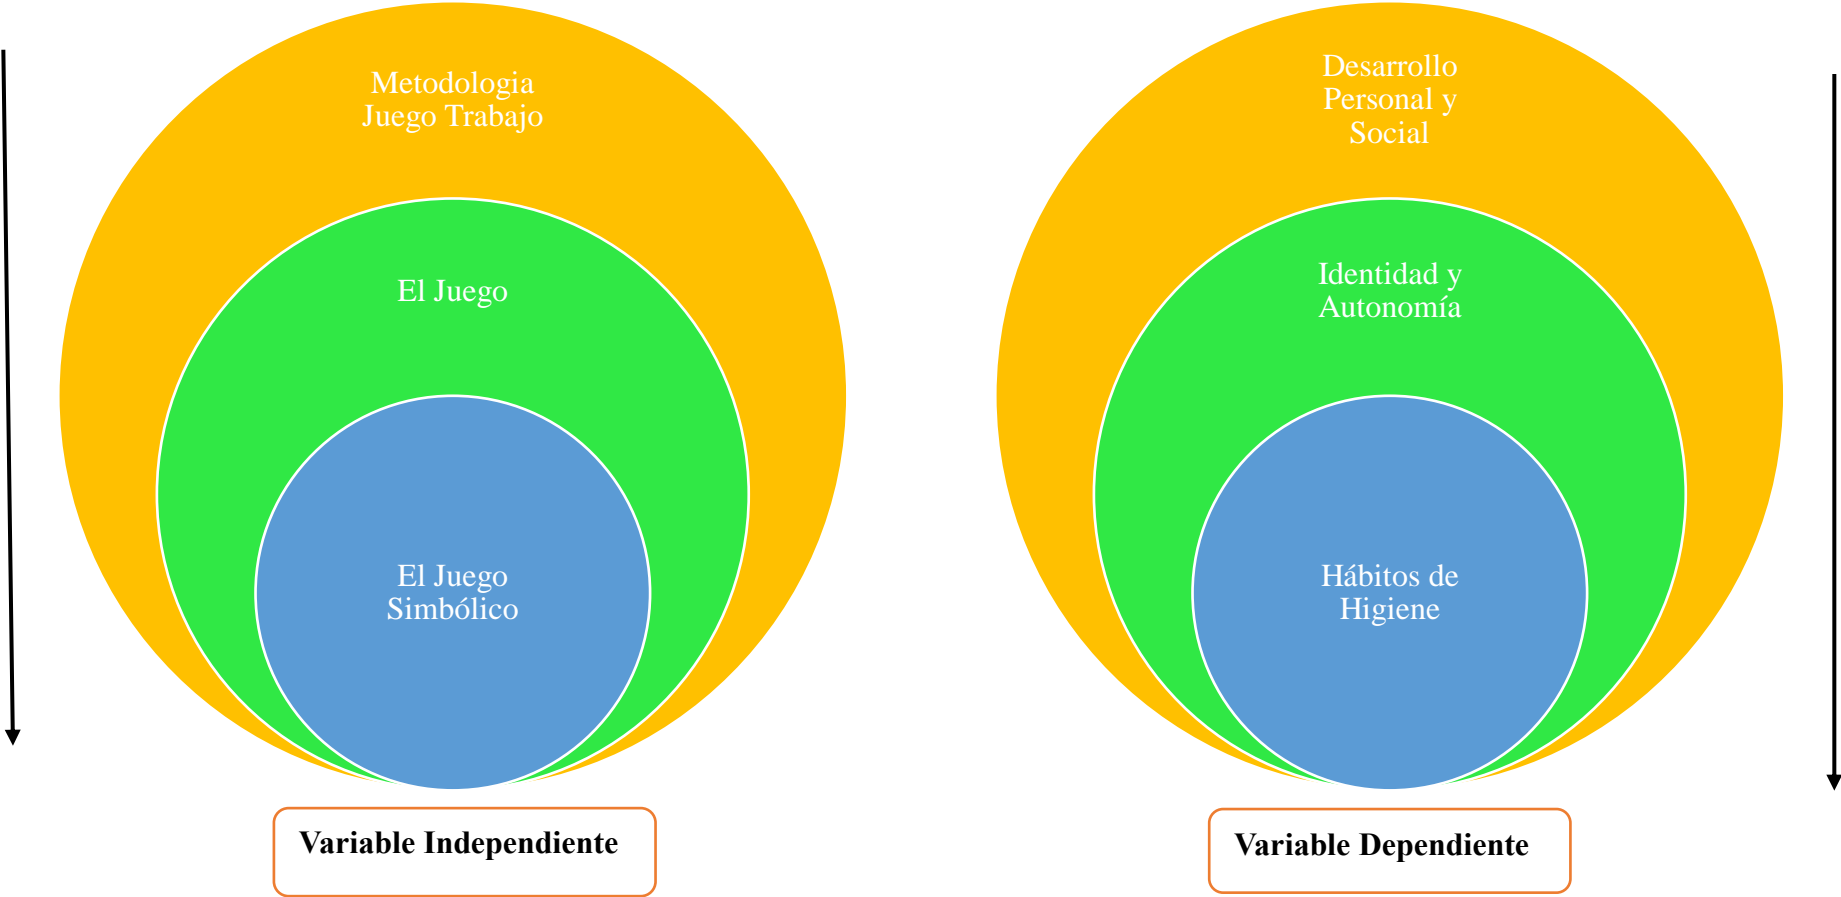 Metodologia
Juego Trabajo
El Juego
El Juego
Simbólico
Variable Independiente
Desarrollo
Personal y
Social
Identidad y
Autonomía
Hábitos de
Higiene
Variable Dependiente